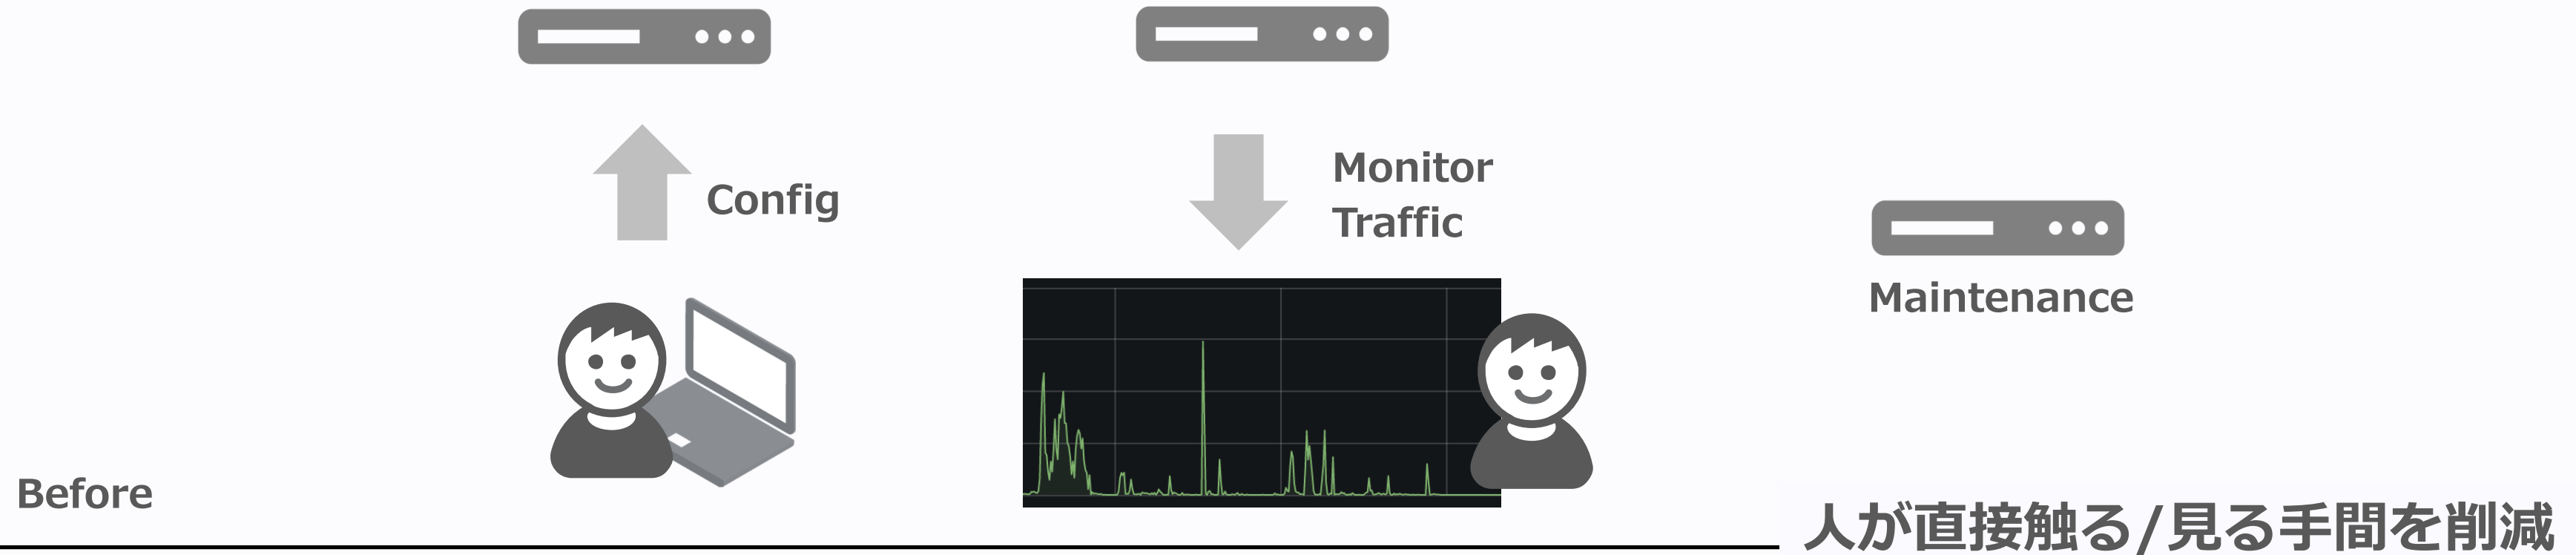 Config
Monitor
Traffic
Maintenance
Before
人が直接触る/見る手間を削減